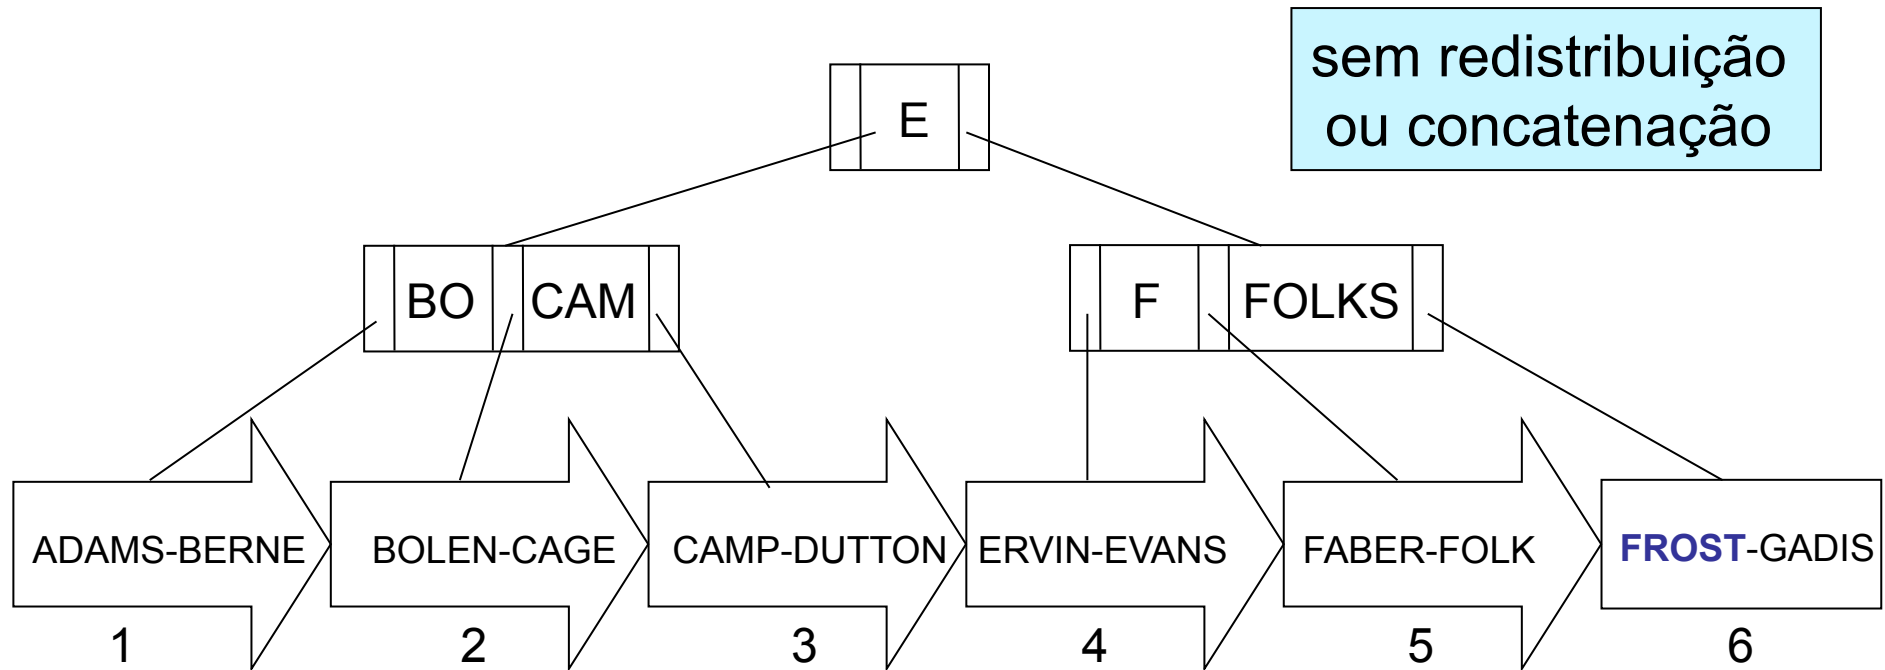 sem redistribuição
ou concatenação
E
BO CAM
F FOLKS
ADAMS-BERNE
BOLEN-CAGE
CAMP-DUTTON
ERVIN-EVANS
FABER-FOLK
FROST-GADIS
1
2
3
4
5
6